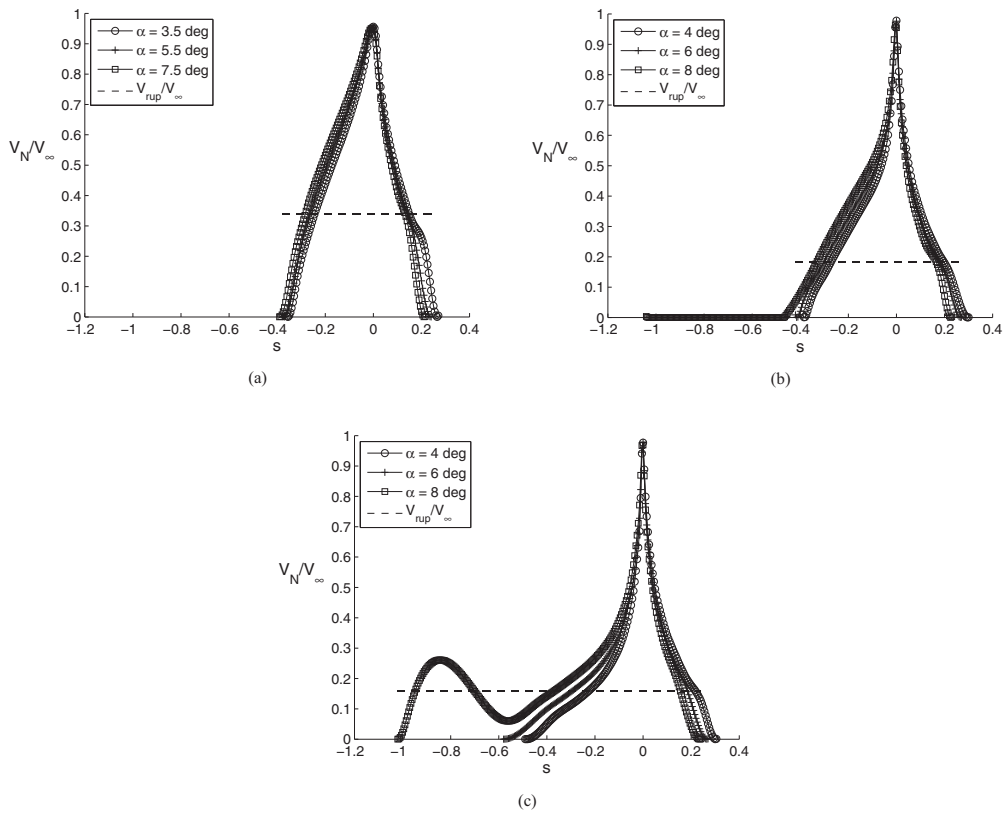 1
0.9
0.8
0.7
0.6
0.5
0.4
0.3
0.2
0.1
0
V_N/V_∞
α = 3.5 deg
α = 5.5 deg
α = 7.5 deg
V_rup/V_∞
−1.2 −1 −0.8 −0.6 −0.4 −0.2 0 0.2 0.4
s
(a)
1
0.9
0.8
0.7
0.6
0.5
0.4
0.3
0.2
0.1
0
V_N/V_∞
α = 4 deg
α = 6 deg
α = 8 deg
V_rup/V_∞
−1.2 −1 −0.8 −0.6 −0.4 −0.2 0 0.2 0.4
s
(b)
1
0.9
0.8
0.7
0.6
0.5
0.4
0.3
0.2
0.1
0
V_N/V_∞
α = 4 deg
α = 6 deg
α = 8 deg
V_rup/V_∞
−1.2 −1 −0.8 −0.6 −0.4 −0.2 0 0.2 0.4
s
(c)